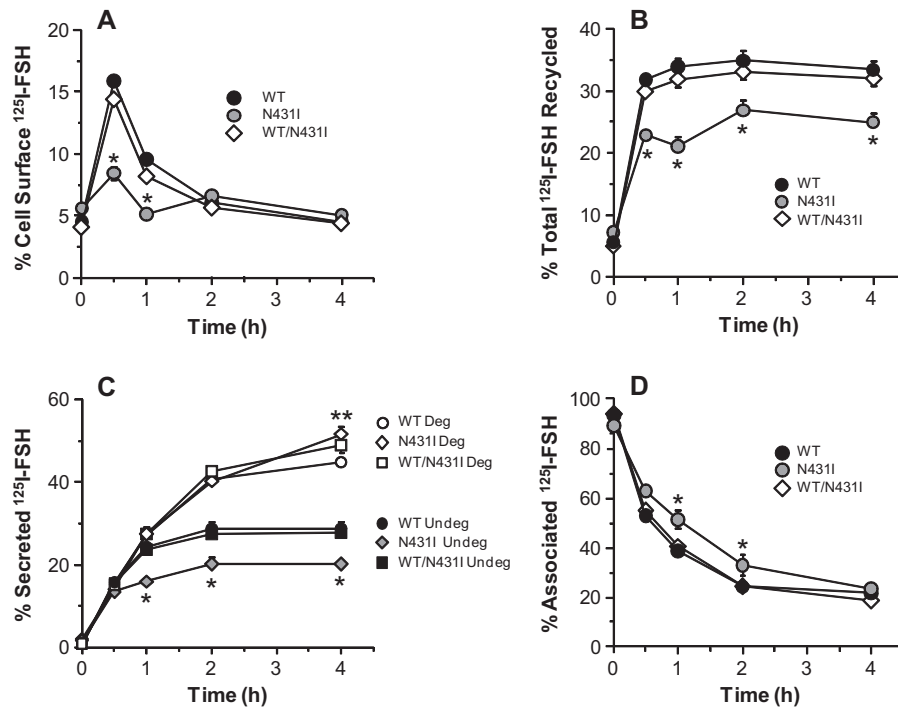 A
20
15
10
5
0
% Cell Surface ¹²⁵I-FSH
WT
N431I
WT/N431I
*
*
0 1 2 3 4
Time (h)
B
40
30
20
10
0
% Total ¹²⁵I-FSH Recycled
* * * *
WT
N431I
WT/N431I
0 1 2 3 4
Time (h)
C
60
40
20
0
% Secreted ¹²⁵I-FSH
**
WT Deg
N431I Deg
WT/N431I Deg
WT Undeg
N431I Undeg
WT/N431I Undeg
* * *
0 1 2 3 4
Time (h)
D
100
80
60
40
20
0
% Associated ¹²⁵I-FSH
WT
N431I
WT/N431I
*
*
0 1 2 3 4
Time (h)